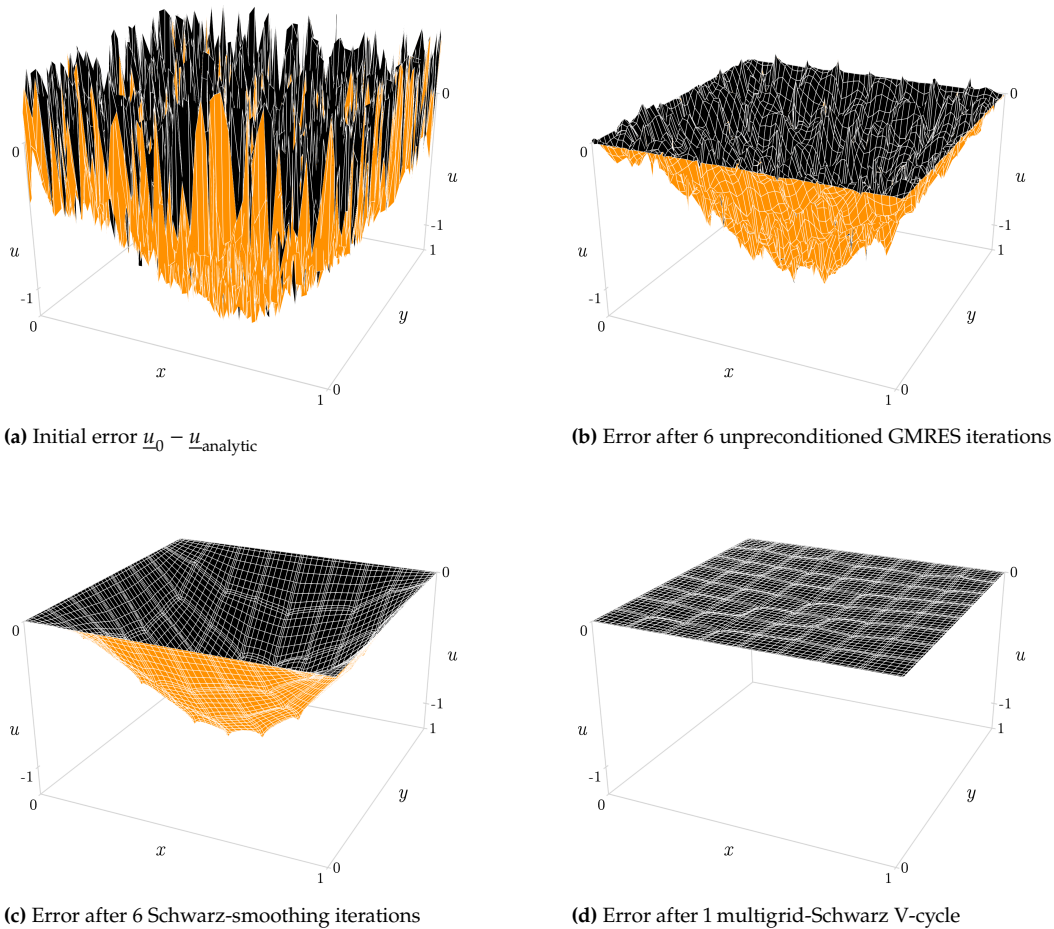 0
u
-1
0
x
1
0
y
1
-1
u
0
(a) Initial error u₀ − u_analytic
0
u
-1
0
x
1
0
y
1
-1
u
0
(b) Error after 6 unpreconditioned GMRES iterations
0
u
-1
0
x
1
0
y
1
-1
u
0
(c) Error after 6 Schwarz-smoothing iterations
0
u
-1
0
x
1
0
y
1
-1
u
0
(d) Error after 1 multigrid-Schwarz V-cycle